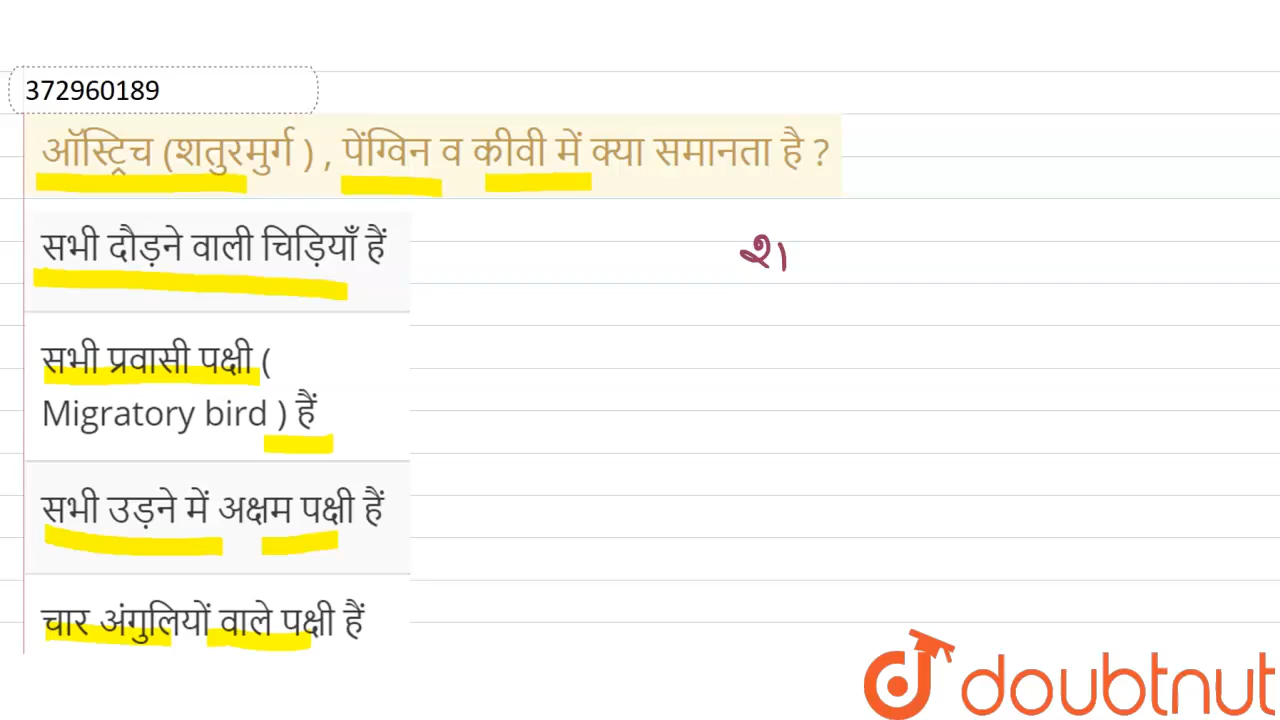 372960189
ऑस्ट्रिच (शतुरमुर्ग ) , पेंग्विन व कीवी में क्या समानता है ?
सभी दौड़ने वाली चिड़ियाँ हैं
श
सभी प्रवासी पक्षी (
Migratory bird ) हैं
सभी उड़ने में अक्षम पक्षी हैं
चार अंगुलियों वाले पक्षी हैं
doubtnut